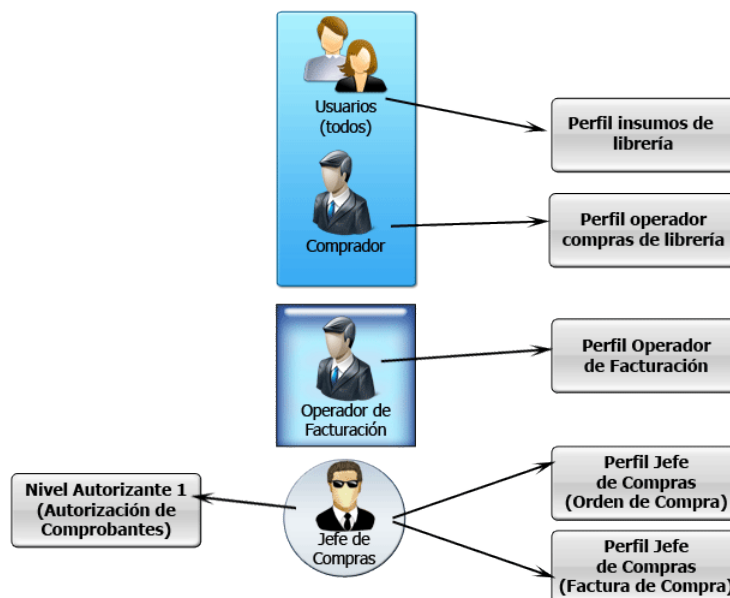 Usuarios
(todos)
Perfil insumos de
librería
Comprador
Perfil operador
compras de librería
Operador de
Facturación
Perfil Operador
de Facturación
Nivel Autorizante 1
(Autorización de
Comprobantes)
Jefe de
Compras
Perfil Jefe
de Compras
(Orden de Compra)
Perfil Jefe
de Compras
(Factura de Compra)